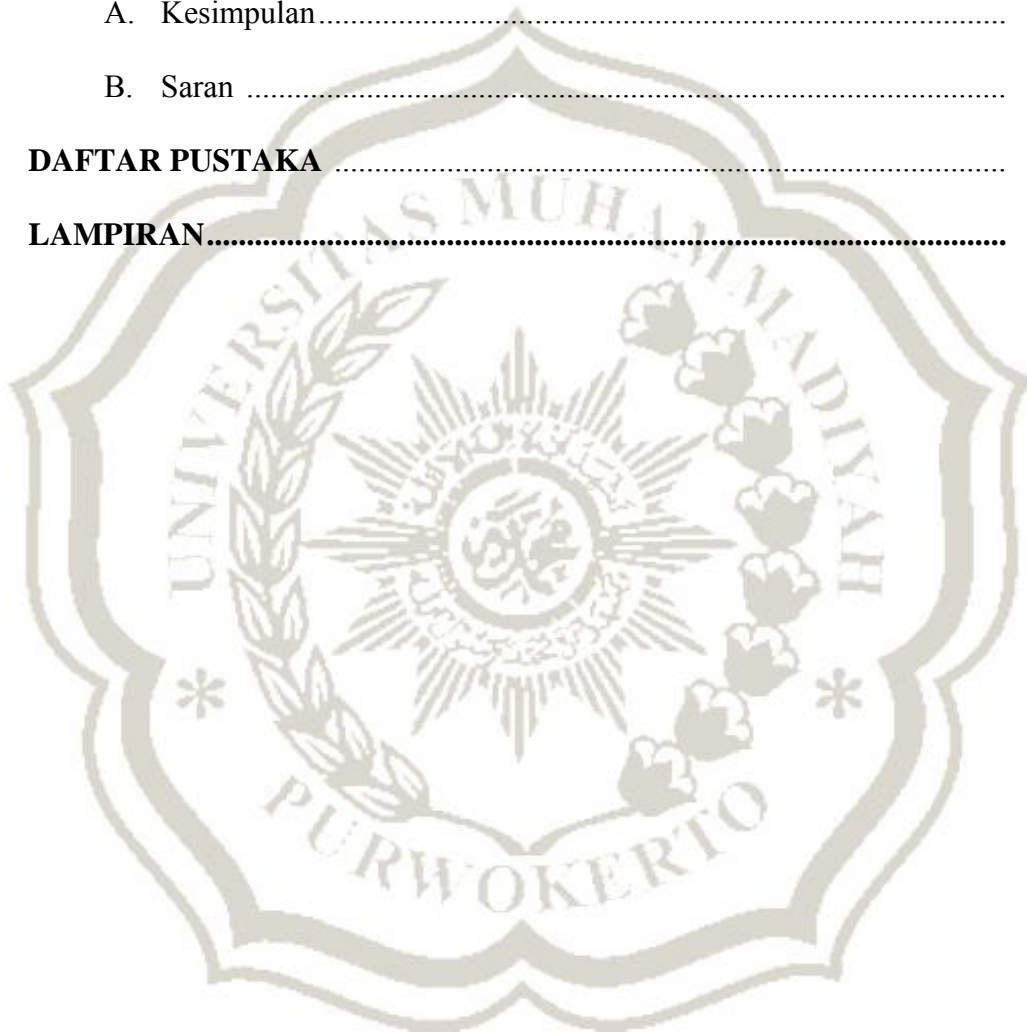 A. Kesimpulan........................................................................................
B. Saran ................................................................................................
DAFTAR PUSTAKA .....................................................................................
LAMPIRAN.....................................................................................................
UNIVERSITAS MUHAMMADIYAH
* *
PURWOKERTO